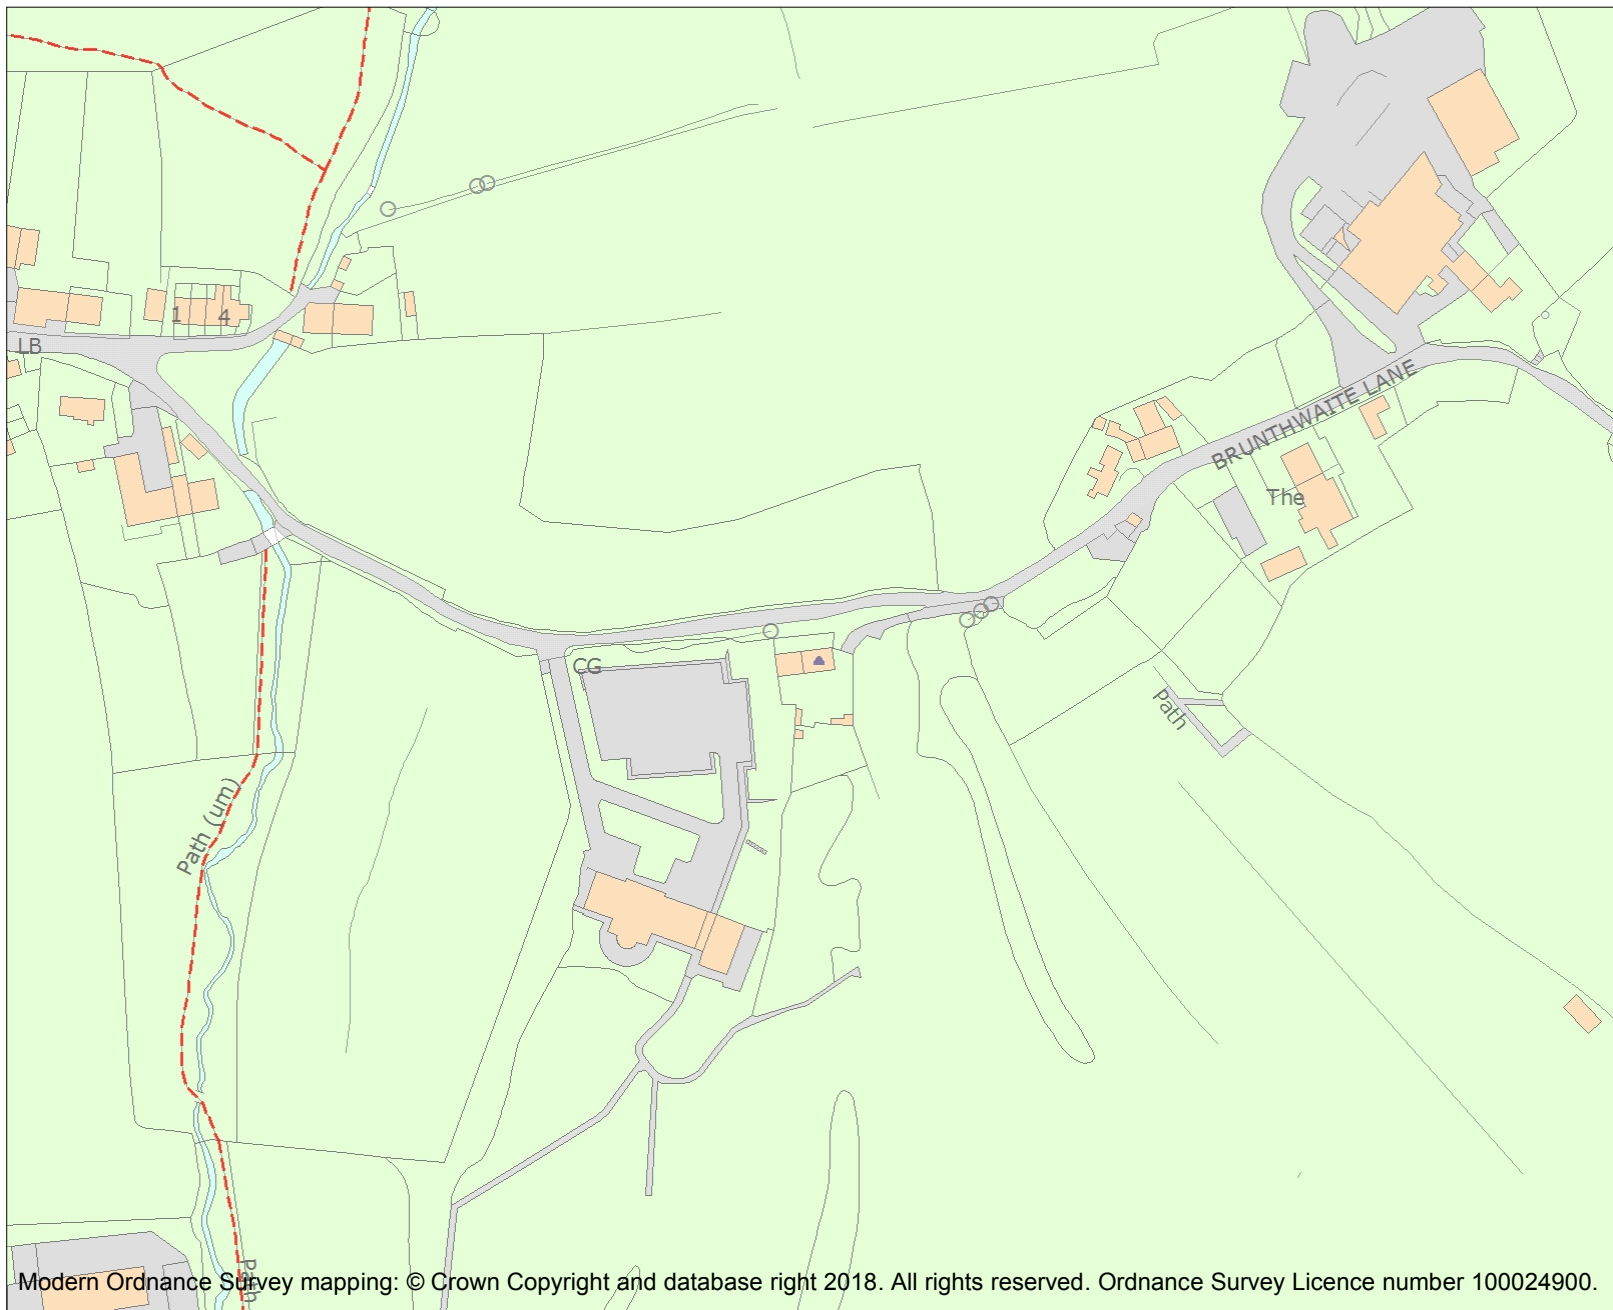 1
4
LB
BRUNTHWAITE LANE
The
CG
Path
Path (um)
Path
Modern Ordnance Survey mapping: © Crown Copyright and database right 2018. All rights reserved. Ordnance Survey Licence number 100024900.